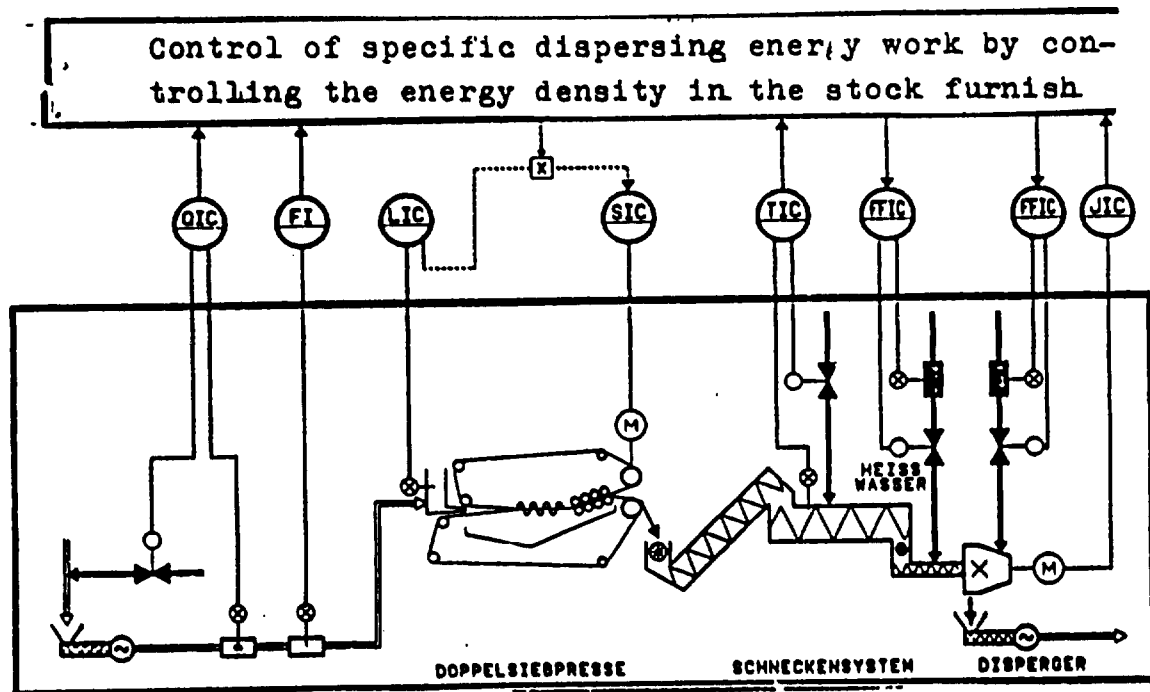 Control of specific dispersing energy work by con-
trolling the energy density in the stock furnish
X
QIC FI LIC SIC TIC FFIC FFIC JIC
M
HEISS
WASSER
M
DOPPELSIEBPRESSE SCHNECKENSYSTEM DISPERGER